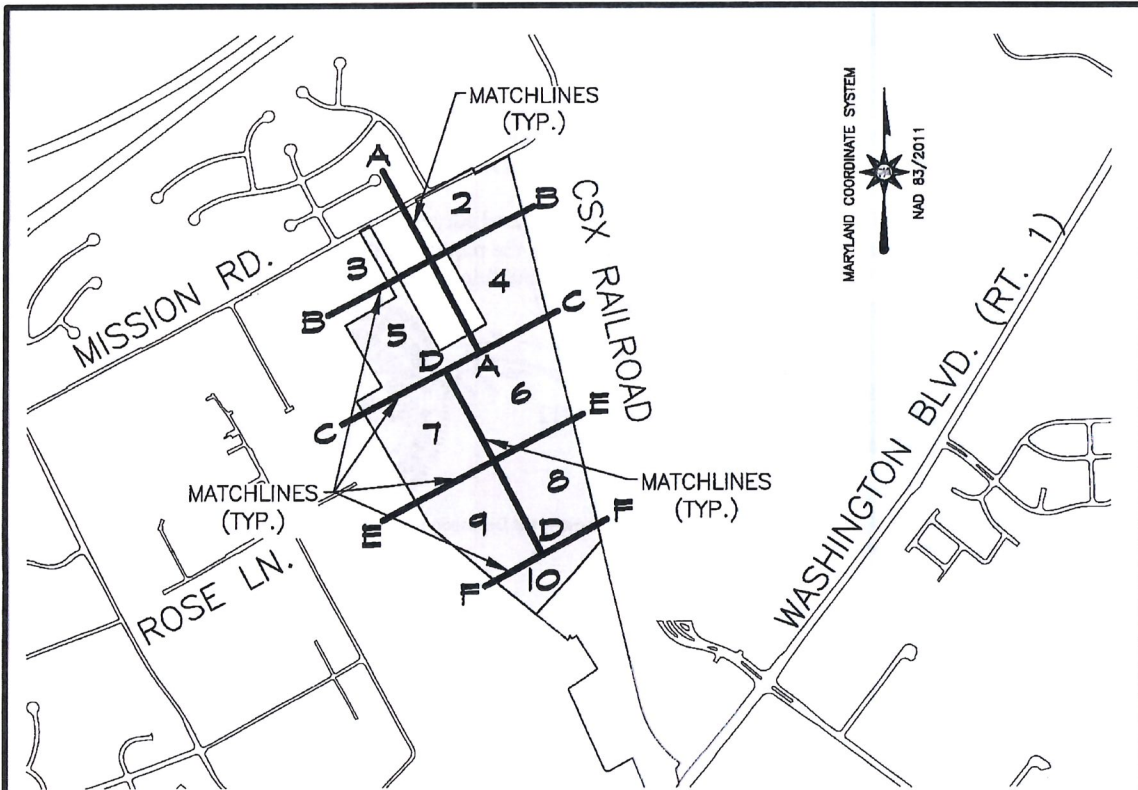 MATCHLINES
(TYP.)
MARYLAND COORDINATE SYSTEM
NAD 83/2011
A
2
B
CSX RAILROAD
MISSION RD.
3
4
B
C
5
D
A
6
WASHINGTON BLVD. (RT. 1)
C
7
E
MATCHLINES
(TYP.)
8
MATCHLINES
(TYP.)
E
9
D
F
F
10
ROSE LN.